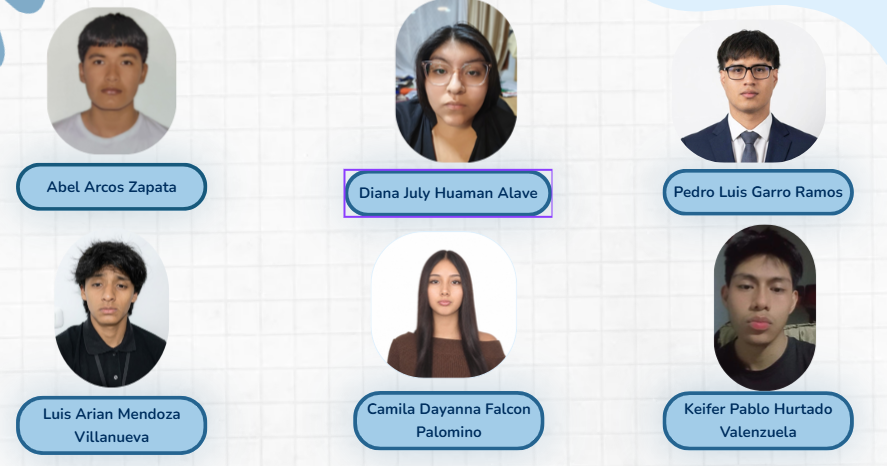 Abel Arcos Zapata
Diana July Huaman Alave
Pedro Luis Garro Ramos
Luis Arian Mendoza
Villanueva
Camila Dayanna Falcon
Palomino
Keifer Pablo Hurtado
Valenzuela